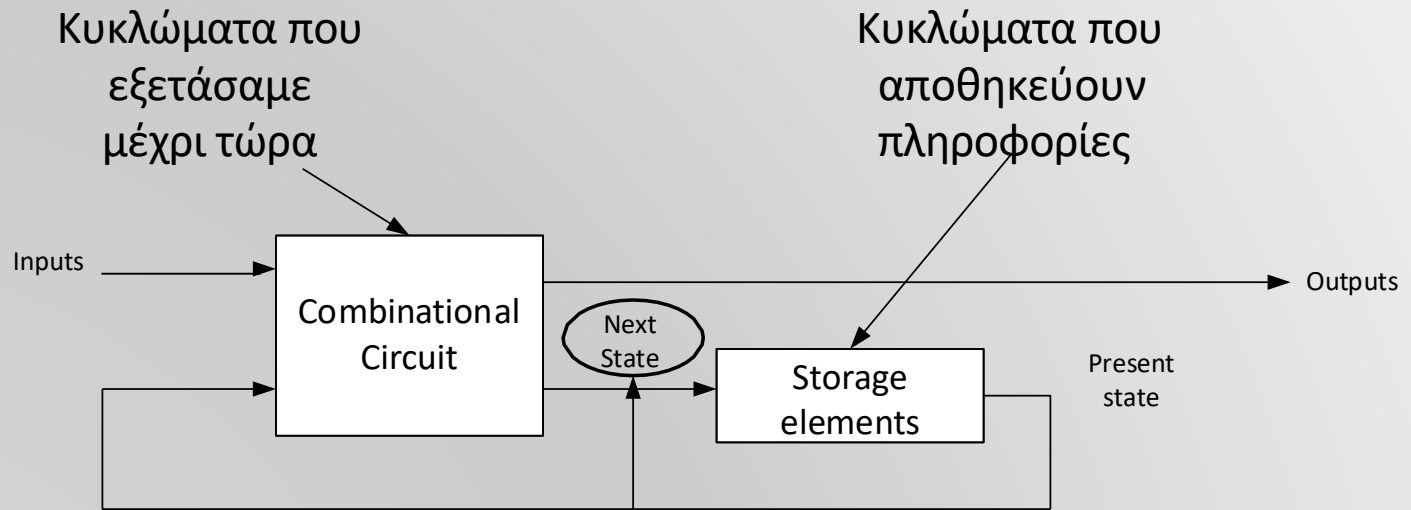 Κυκλώματα που
εξετάσαμε
μέχρι τώρα
Κυκλώματα που
αποθηκεύουν
πληροφορίες
Inputs
Combinational
Circuit
Next
State
Storage
elements
Outputs
Present
state